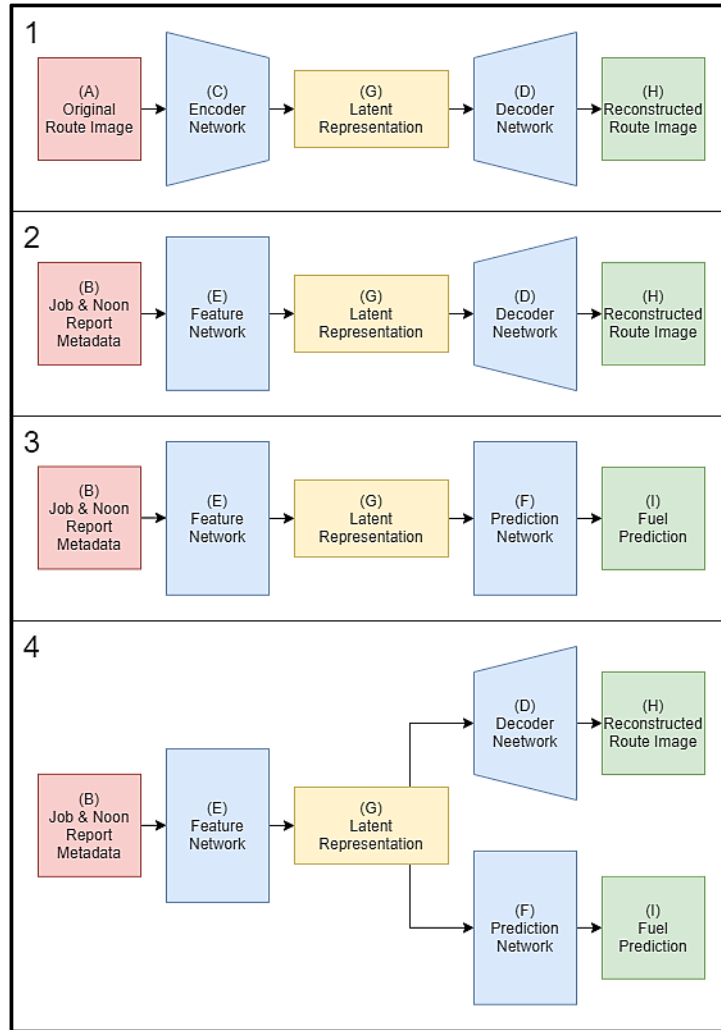 1
(A)
Original
Route Image
(C)
Encoder
Network
(G)
Latent
Representation
(D)
Decoder
Network
(H)
Reconstructed
Route Image
2
(B)
Job & Noon
Report
Metadata
(E)
Feature
Network
(G)
Latent
Representation
(D)
Decoder
Neetwork
(H)
Reconstructed
Route Image
3
(B)
Job & Noon
Report
Metadata
(E)
Feature
Network
(G)
Latent
Representation
(F)
Prediction
Network
(I)
Fuel
Prediction
4
(B)
Job & Noon
Report
Metadata
(E)
Feature
Network
(G)
Latent
Representation
(D)
Decoder
Neetwork
(H)
Reconstructed
Route Image
(F)
Prediction
Network
(I)
Fuel
Prediction